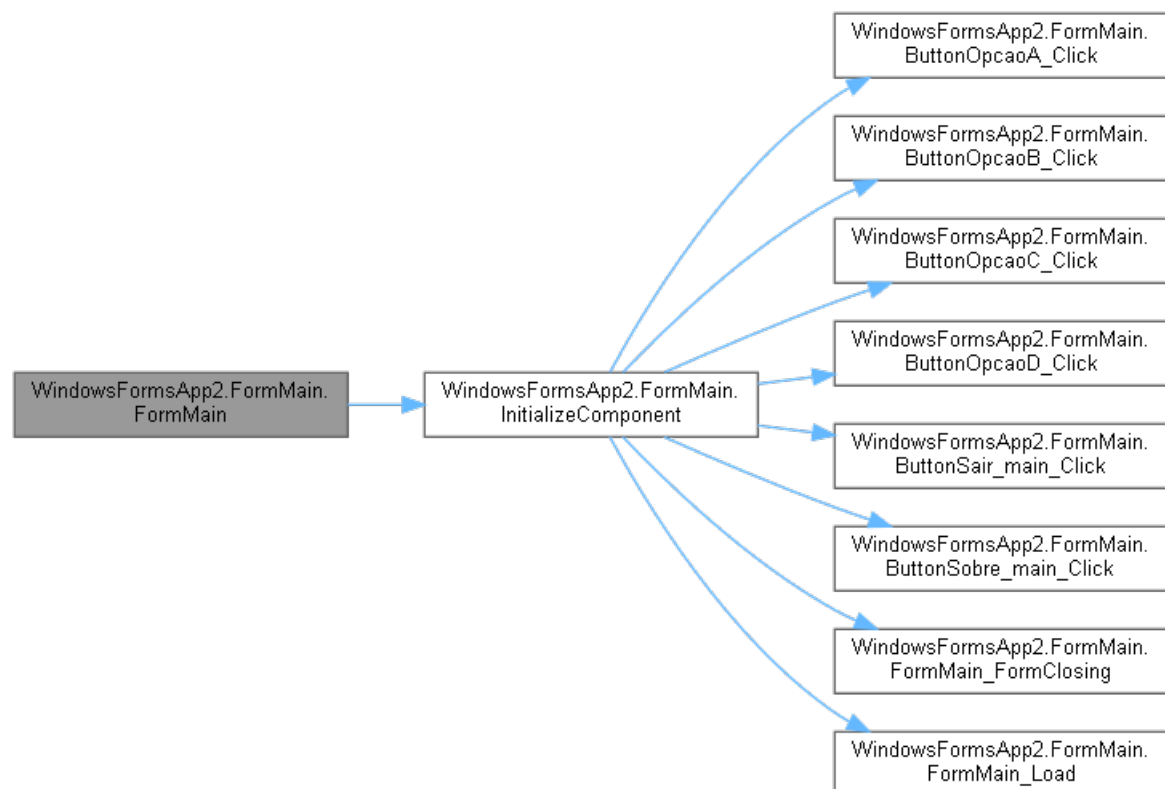 WindowsFormsApp2.FormMain.
ButtonOpcaoA_Click
WindowsFormsApp2.FormMain.
ButtonOpcaoB_Click
WindowsFormsApp2.FormMain.
ButtonOpcaoC_Click
WindowsFormsApp2.FormMain.
ButtonOpcaoD_Click
WindowsFormsApp2.FormMain.
FormMain
WindowsFormsApp2.FormMain.
InitializeComponent
WindowsFormsApp2.FormMain.
ButtonSair_main_Click
WindowsFormsApp2.FormMain.
ButtonSobre_main_Click
WindowsFormsApp2.FormMain.
FormMain_FormClosing
WindowsFormsApp2.FormMain.
FormMain_Load